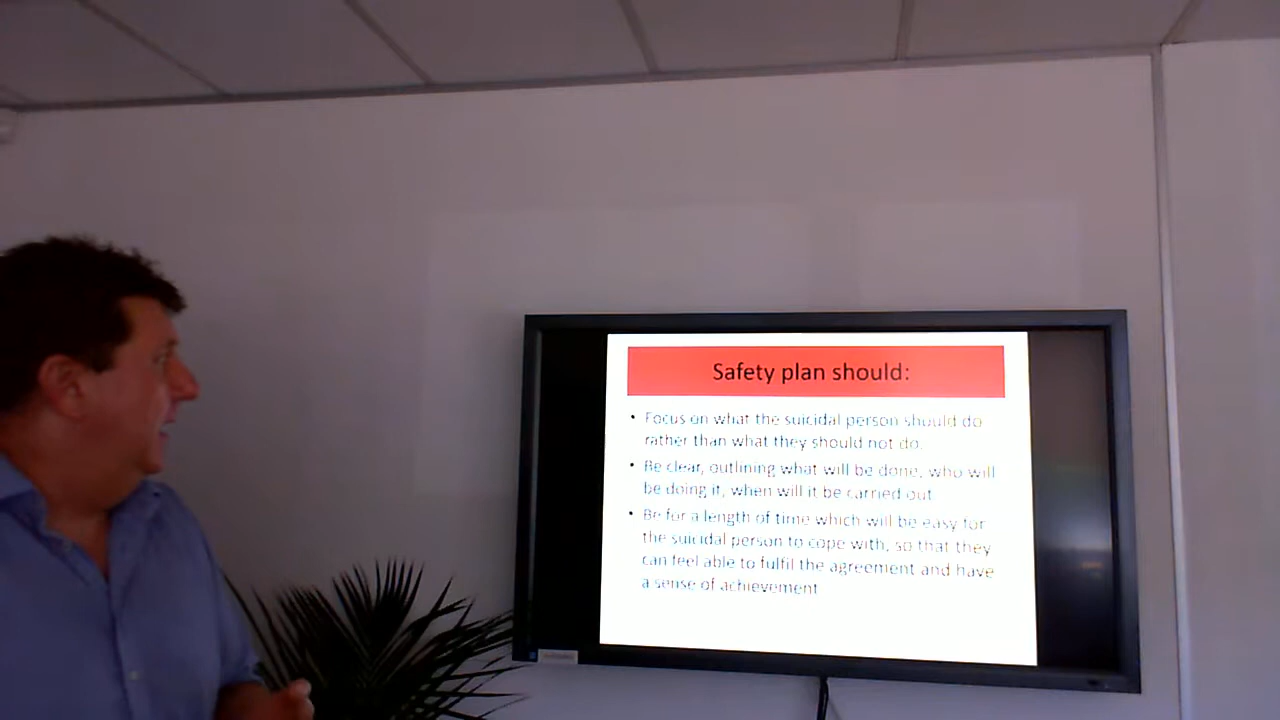 Safety plan should:
• Focus on what the suicidal person should do
rather than what they should not do.
• Be clear, outlining what will be done, who will
be doing it, when will it be carried out
• Be for a length of time which will be easy for
the suicidal person to cope with, so that they
can feel able to fulfil the agreement and have
a sense of achievement